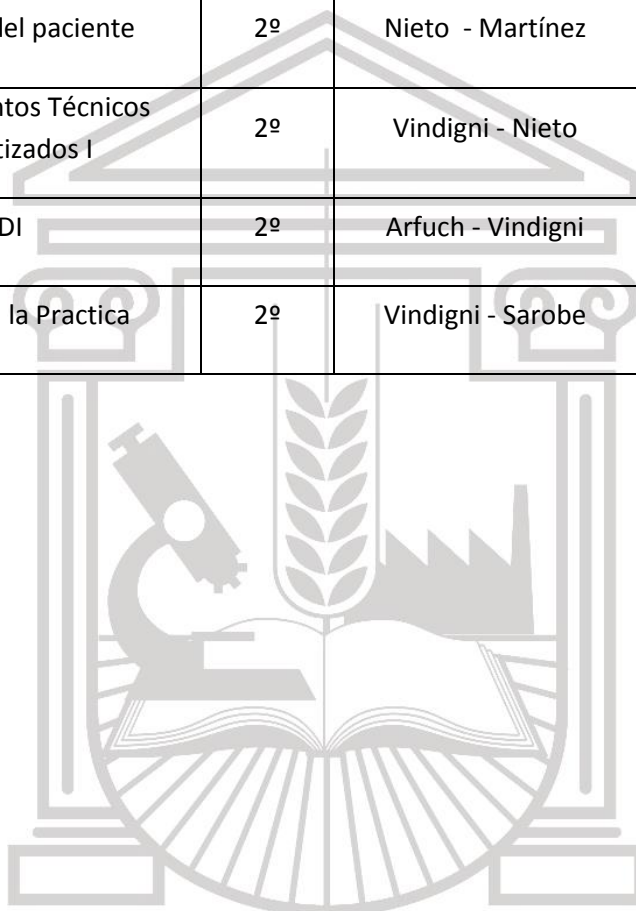 del paciente 2º Nieto - Martínez
ntos Técnicos
tizados I 2º Vindigni - Nieto
DI 2º Arfuch - Vindigni
la Practica 2º Vindigni - Sarobe